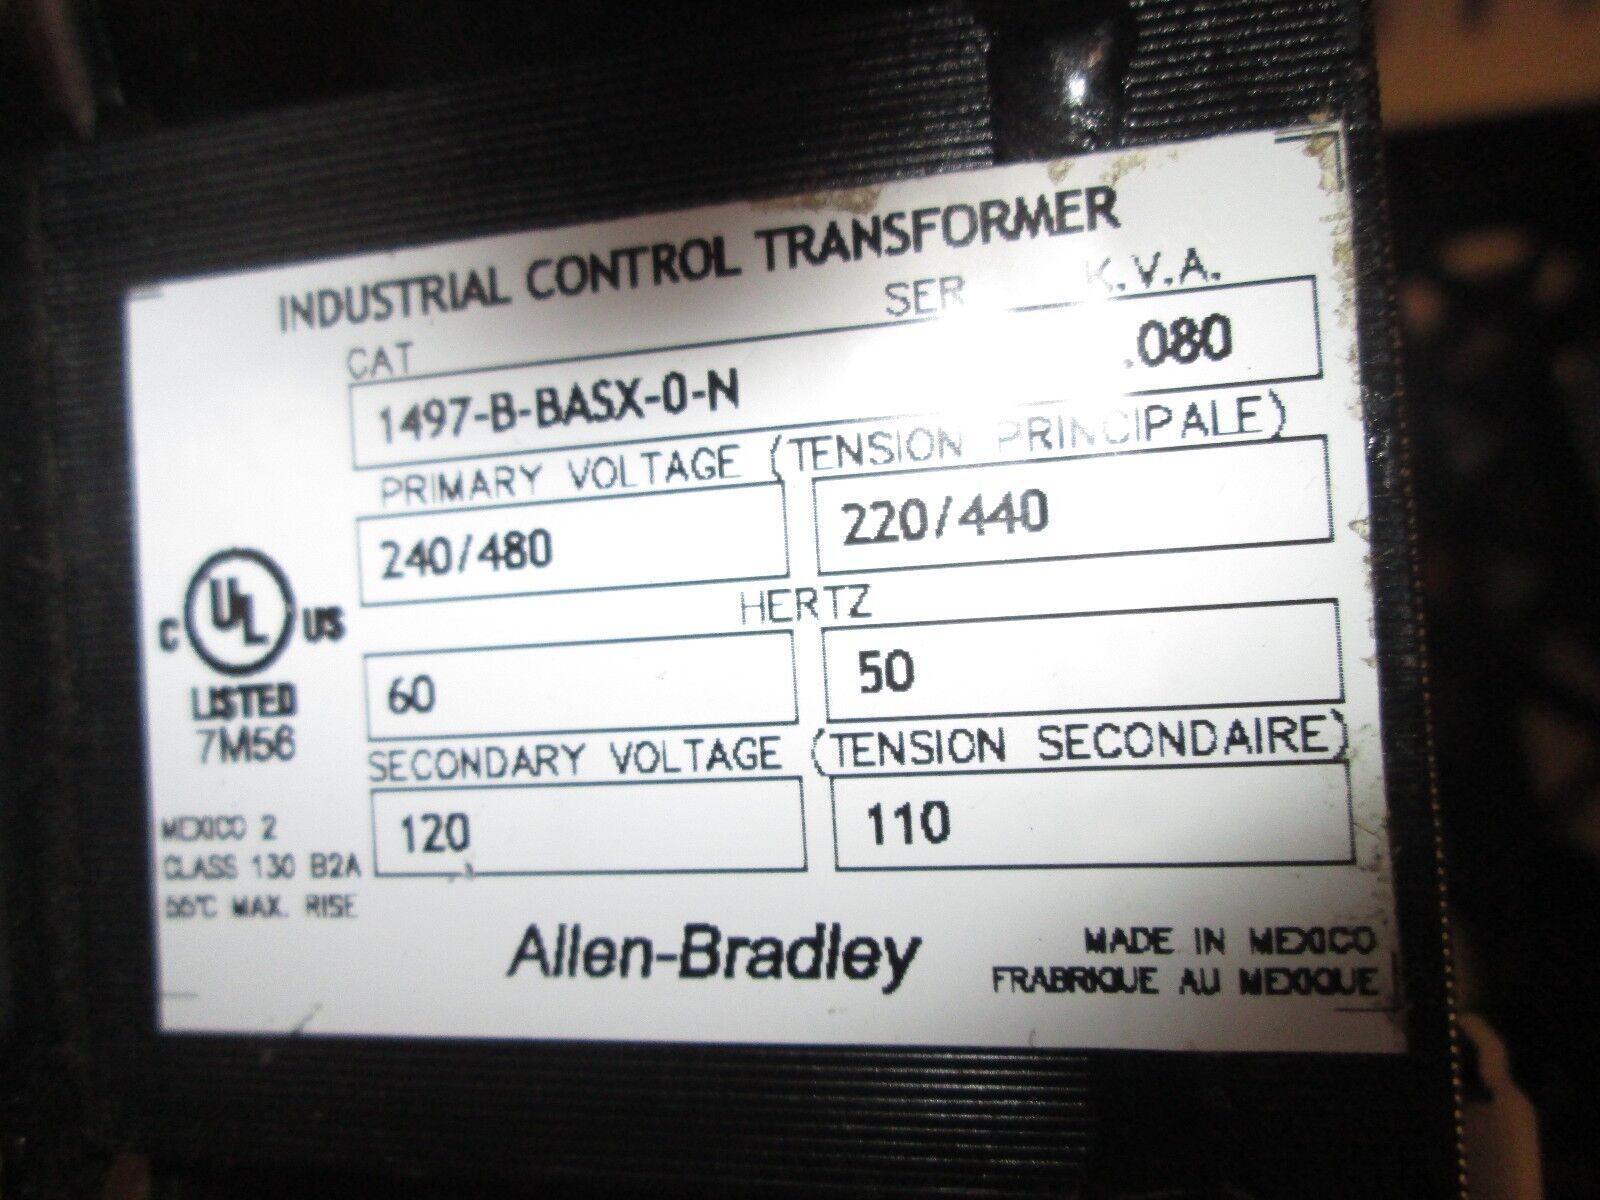 INDUSTRIAL CONTROL TRANSFORMER
CAT SER K.V.A.
1497-B-BASX-0-N .080
PRIMARY VOLTAGE (TENSION PRINCIPALE)
240/480 220/440
HERTZ
60 50
SECONDARY VOLTAGE (TENSION SECONDAIRE)
120 110
C UL US
LISTED
7M56
MEXICO 2
CLASS 130 B2A
55°C MAX. RISE
Allen-Bradley
MADE IN MEXICO
FRABRIQUE AU MEXIQUE